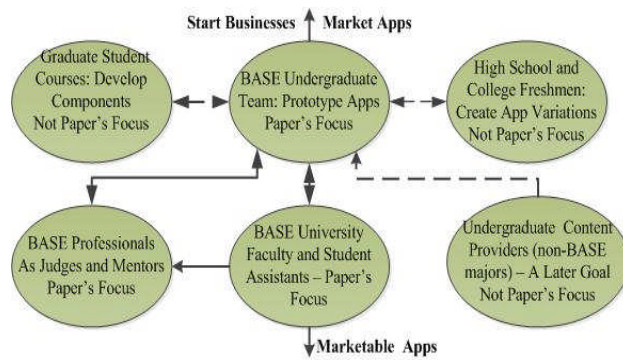 Start Businesses Market Apps
Graduate Student
Courses: Develop
Components
Not Paper's Focus
BASE Undergraduate
Team: Prototype Apps
Paper's Focus
High School and
College Freshmen:
Create App Variations
Not Paper's Focus
BASE Professionals
As Judges and Mentors
Paper's Focus
BASE University
Faculty and Student
Assistants – Paper's
Focus
Undergraduate Content
Providers (non-BASE
majors) – A Later Goal
Not Paper's Focus
Marketable Apps